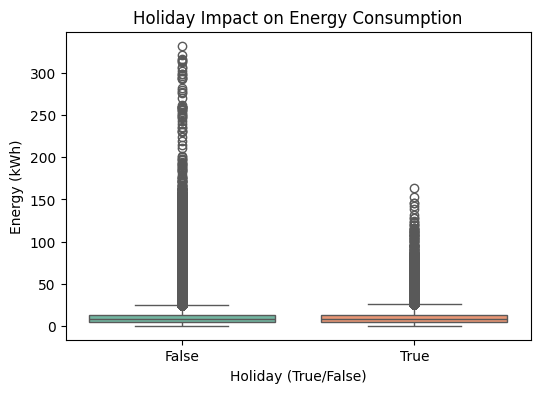 Holiday Impact on Energy Consumption
Energy (kWh)
300
250
200
150
100
50
0
False
True
Holiday (True/False)